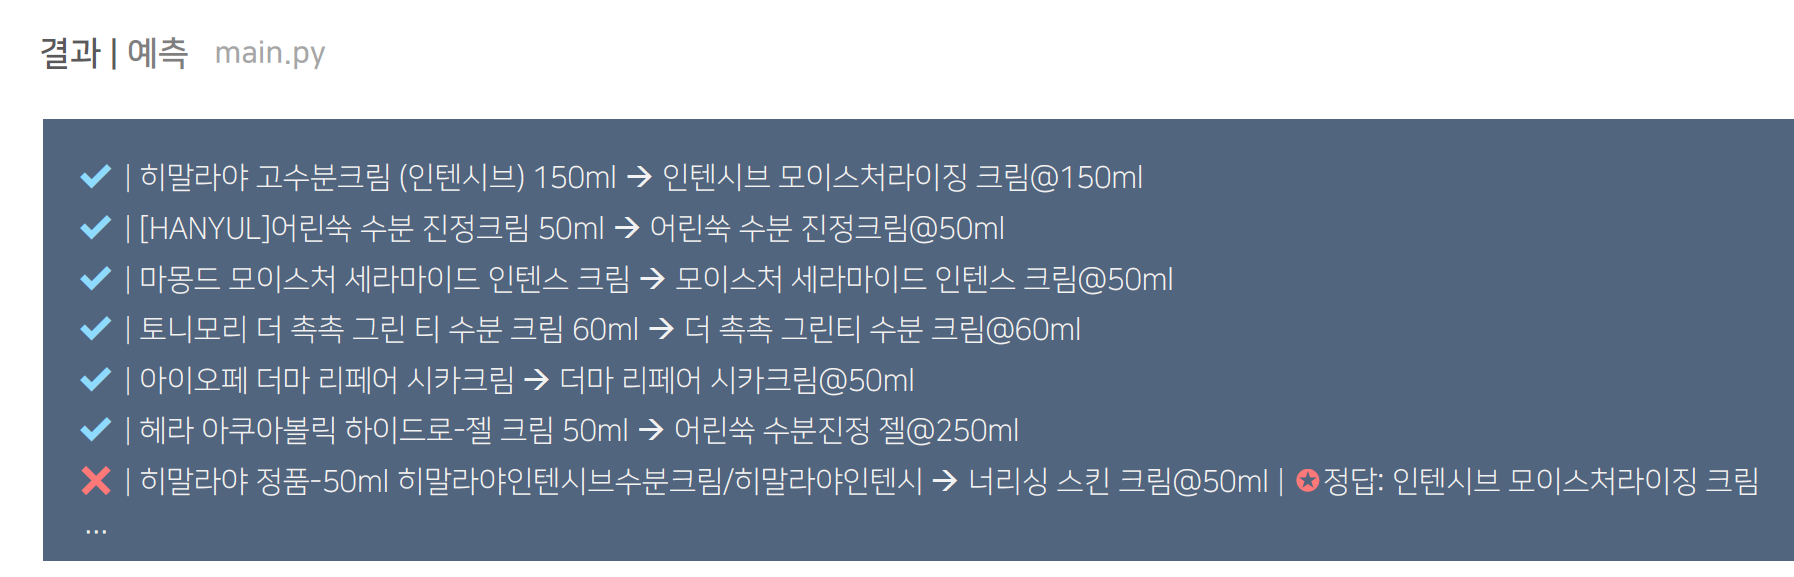 결과 | 예측 main.py
✔ | 히말라야 고수분크림 (인텐시브) 150ml → 인텐시브 모이스처라이징 크림@150ml
✔ | [HANYUL]어린쑥 수분 진정크림 50ml → 어린쑥 수분 진정크림@50ml
✔ | 마몽드 모이스처 세라마이드 인텐스 크림 → 모이스처 세라마이드 인텐스 크림@50ml
✔ | 토니모리 더 촉촉 그린 티 수분 크림 60ml → 더 촉촉 그린티 수분 크림@60ml
✔ | 아이오페 더마 리페어 시카크림 → 더마 리페어 시카크림@50ml
✔ | 헤라 아쿠아볼릭 하이드로-젤 크림 50ml → 어린쑥 수분진정 젤@250ml
✖ | 히말라야 정품-50ml 히말라야인텐시브수분크림/히말라야인텐시 → 너리싱 스킨 크림@50ml | ✪정답: 인텐시브 모이스처라이징 크림
...